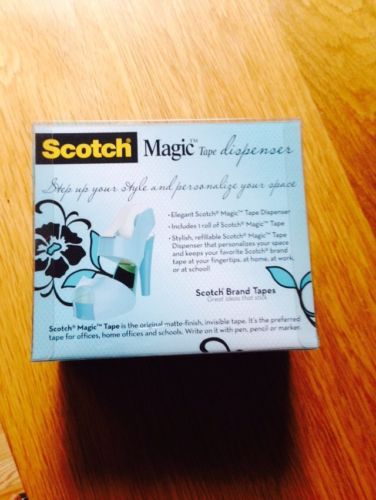 Scotch® Magic™ Tape dispenser
Step up your style and personalize your space
• Elegant Scotch® Magic™ Tape Dispenser
• Includes 1 roll of Scotch® Magic™ Tape
• Stylish, refillable Scotch® Magic™ Tape
Dispenser that personalizes your space
and keeps your favorite Scotch® brand
tape at your fingertips, at home, at work,
or at school!
Scotch® Brand Tapes
Great ideas that stick
Scotch® Magic™ Tape is the original matte-finish, invisible tape. It's the preferred
tape for offices, home offices and schools. Write on it with pen, pencil or marker.